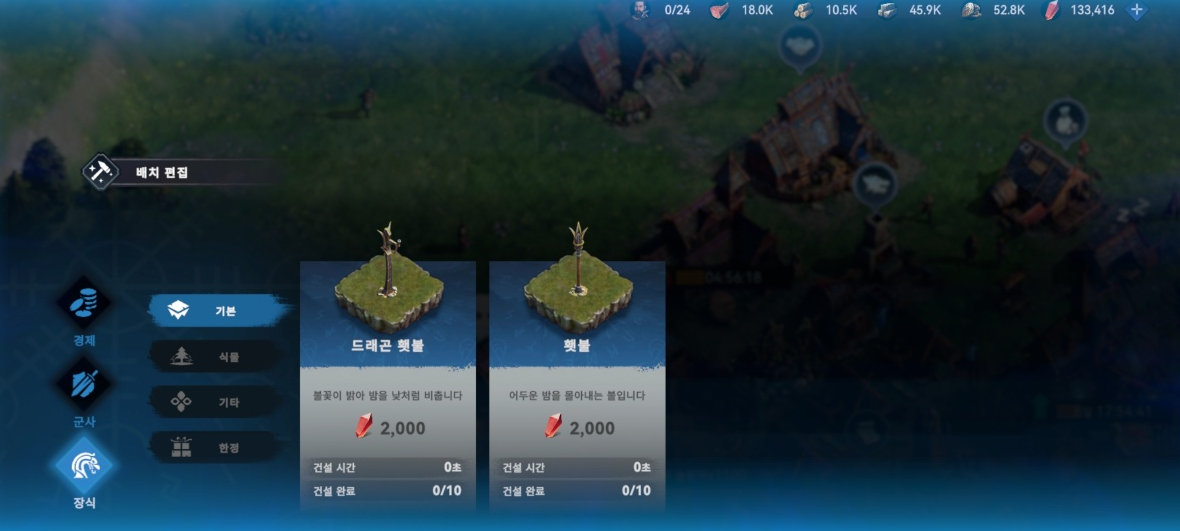 0/24 18.0K 10.5K 45.9K 52.8K 133,416
배치 편집
04:56:18
경제
군사
장식
기본
식물
기타
한정
드래곤 횃불
불꽃이 밝아 밤을 낮처럼 비춥니다
2,000
건설 시간 0초
건설 완료 0/10
횃불
어두운 밤을 몰아내는 불입니다
2,000
건설 시간 0초
건설 완료 0/10